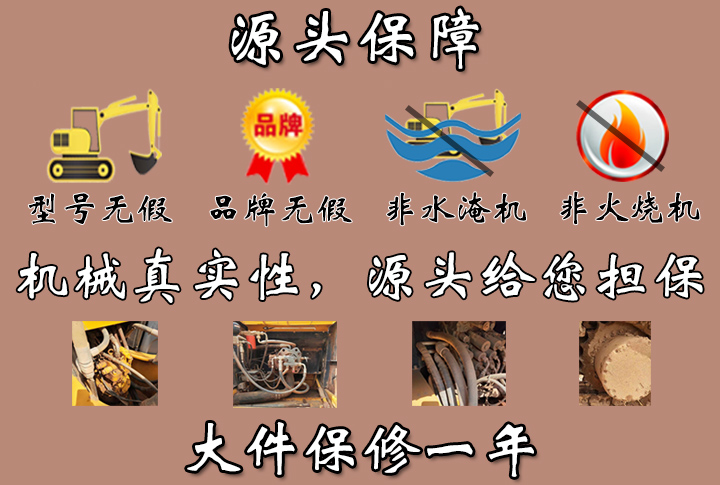 源头保障
品牌
型号无假 品牌无假 非水淹机 非火烧机
机械真实性，源头给您担保
大件保修一年